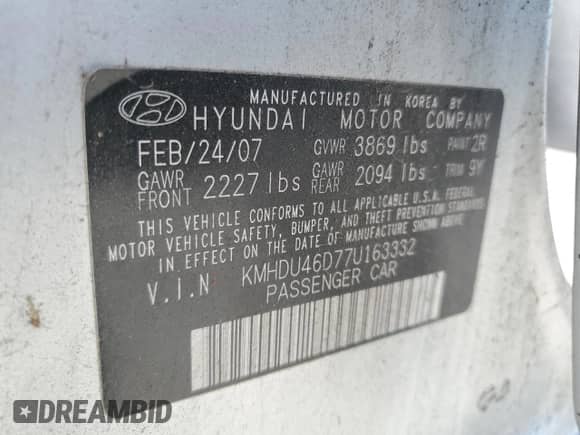 MANUFACTURED IN KOREA BY
HYUNDAI MOTOR COMPANY
FEB/24/07 GVWR 3869 lbs PAINT 2R
GAWR FRONT 2227 lbs GAWR REAR 2094 lbs TRIM 9Y
THIS VEHICLE CONFORMS TO ALL APPLICABLE U.S.A. FEDERAL
MOTOR VEHICLE SAFETY, BUMPER, AND THEFT PREVENTION STANDARDS
IN EFFECT ON THE DATE OF MANUFACTURE SHOWN ABOVE.
V.I.N KMHDU46D77U163332
PASSENGER CAR
DREAMBID